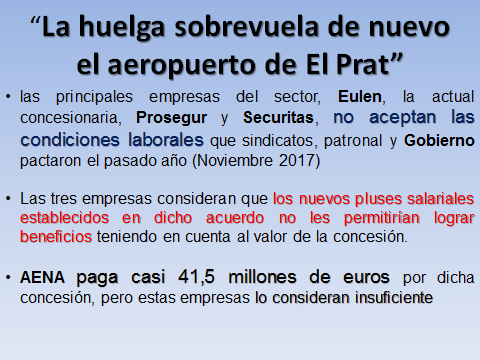 “La huelga sobrevuela de nuevo
el aeropuerto de El Prat”
• las principales empresas del sector, Eulen, la actual
concesionaria, Prosegur y Securitas, no aceptan las
condiciones laborales que sindicatos, patronal y Gobierno
pactaron el pasado año (Noviembre 2017)
• Las tres empresas consideran que los nuevos pluses salariales
establecidos en dicho acuerdo no les permitirían lograr
beneficios teniendo en cuenta al valor de la concesión.
• AENA paga casi 41,5 millones de euros por dicha
concesión, pero estas empresas lo consideran insuficiente